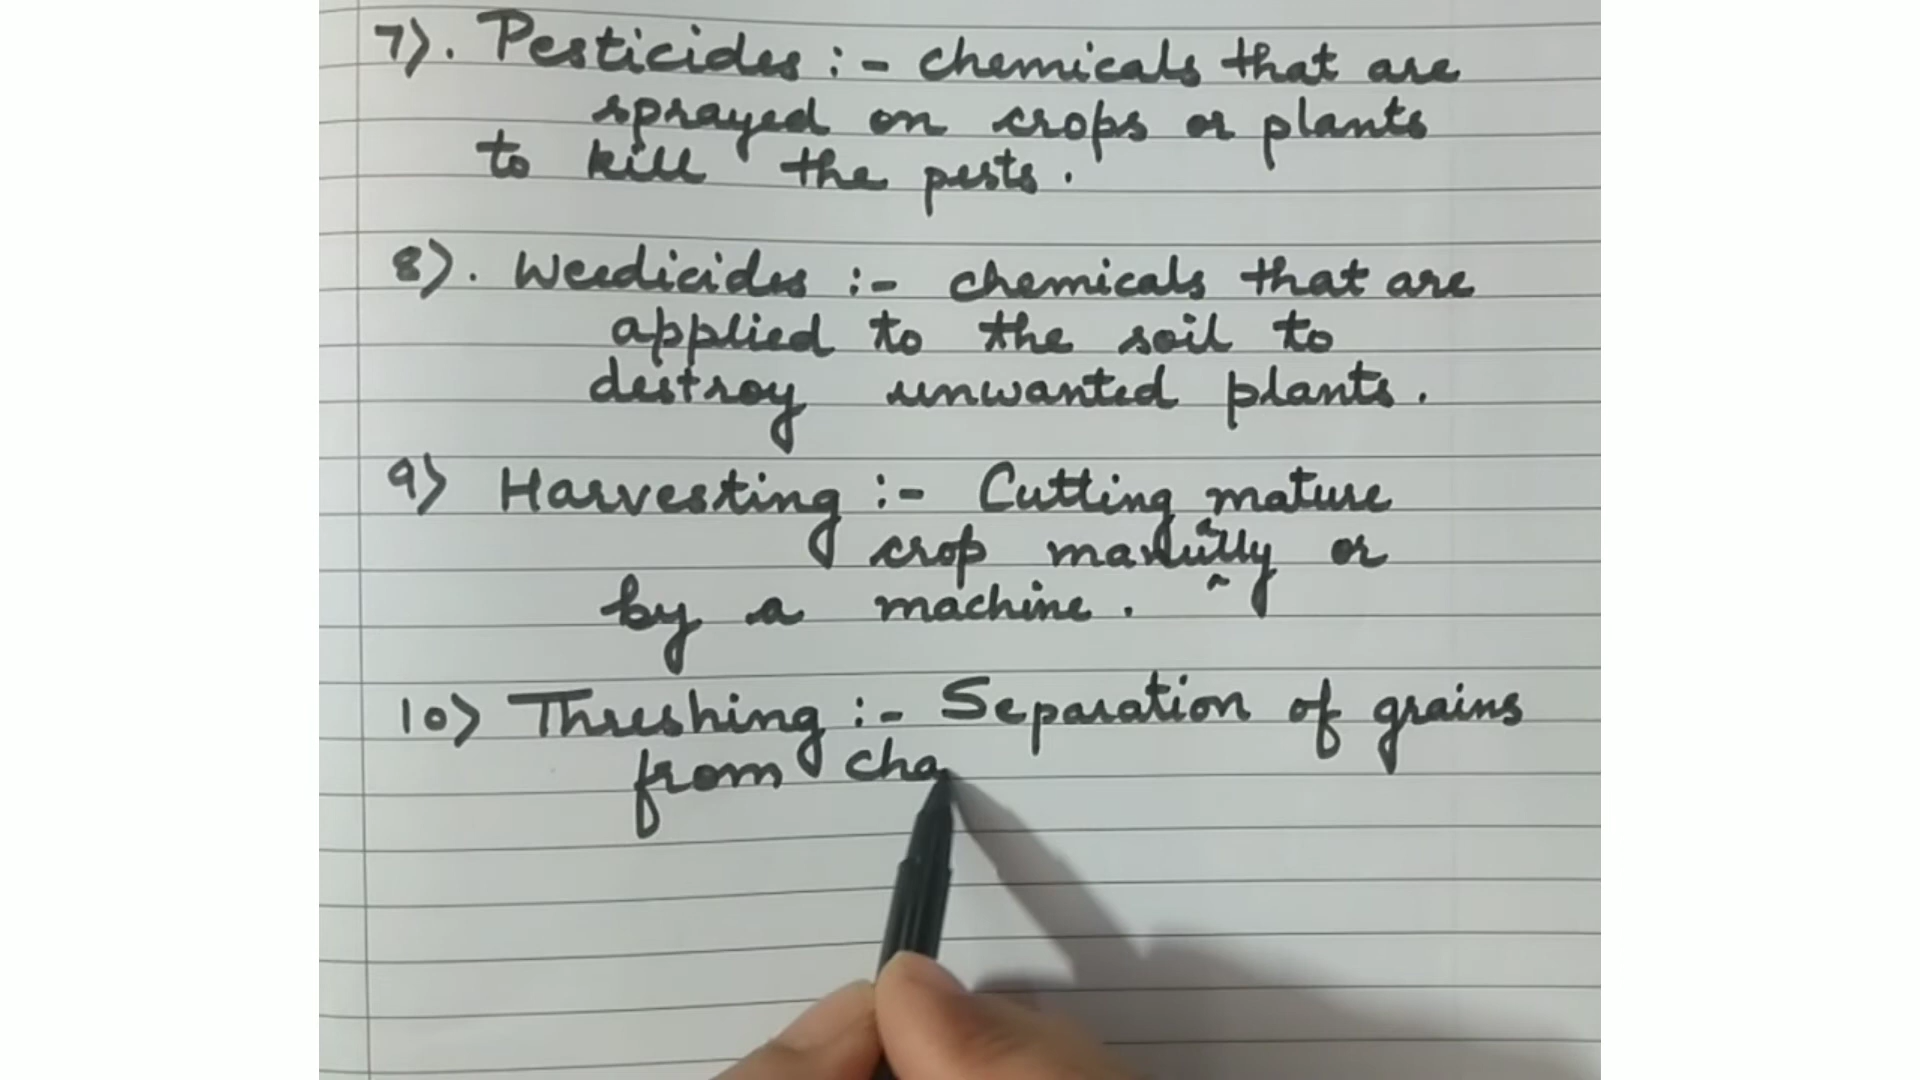 7). Pesticides :- chemicals that are
sprayed on crops or plants
to kill the pests.
8). Weedicides :- chemicals that are
applied to the soil to
destroy unwanted plants.
9) Harvesting :- Cutting mature
crop manually or
by a machine.
10) Threshing :- Separation of grains
from cha